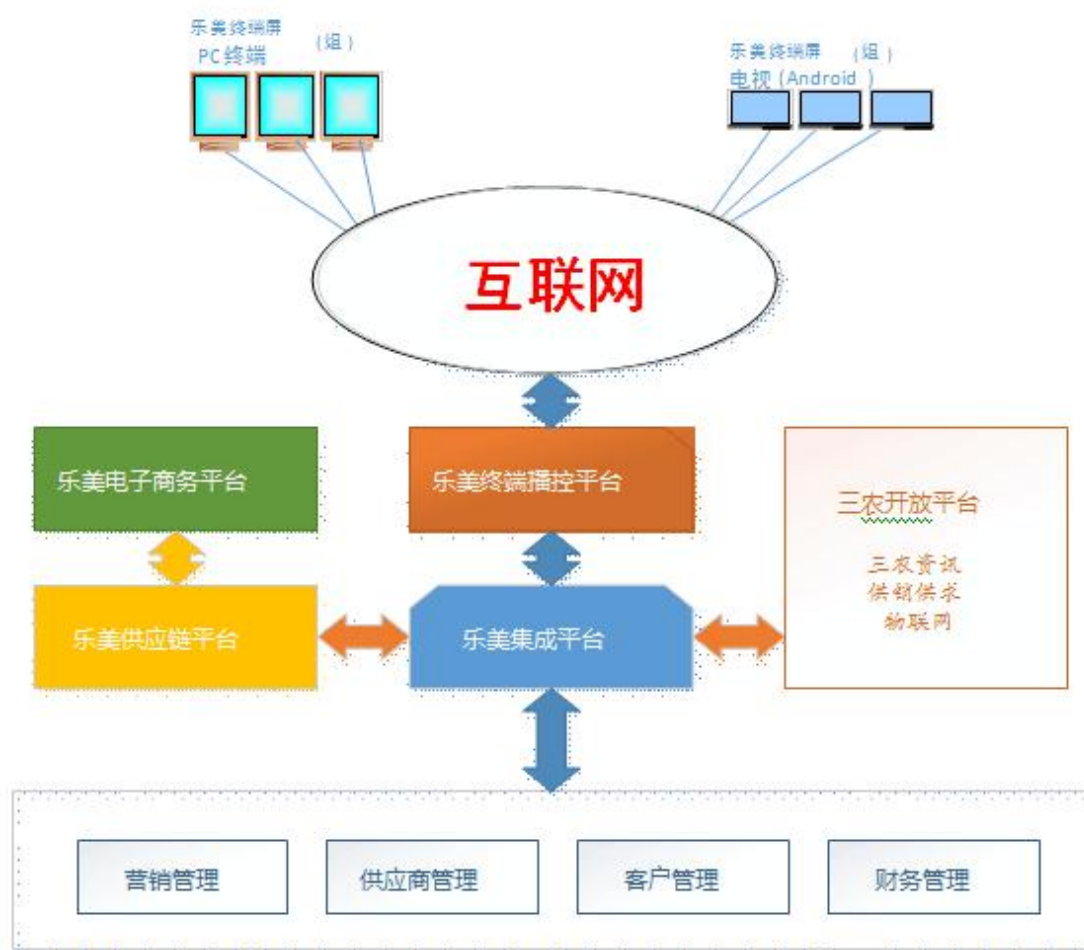 乐美终端屏 （组）
PC终端
乐美终端屏 （组）
电视（Android ）
互联网
乐美电子商务平台
乐美终端播控平台
三农开放平台
三农资讯
供销供求
物联网
乐美供应链平台
乐美集成平台
营销管理
供应商管理
客户管理
财务管理